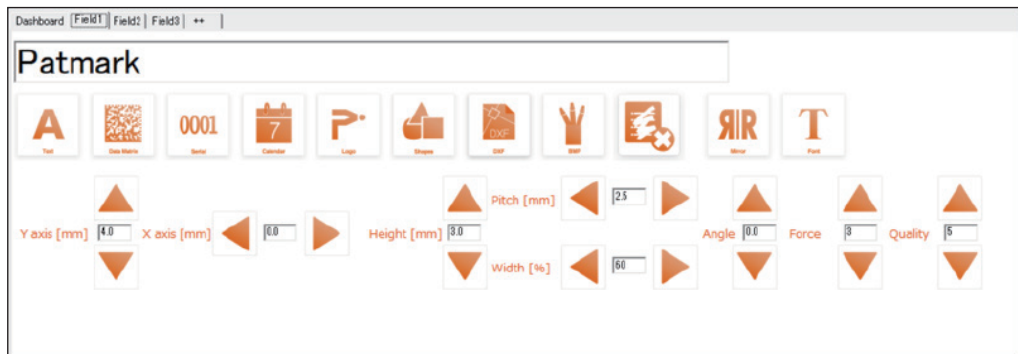 Dashboard Field1 Field2 Field3 ++
Patmark
A 0001 7 DXF RIR T
Text Data Matrix Serial Calendar Logo Shapes DXF BMP Mirror Font
Pitch [mm] 2.5
Y axis [mm] 4.0 X axis [mm] 0.0 Height [mm] 3.0 Angle 0.0 Force 3 Quality 5
Width [%] 60